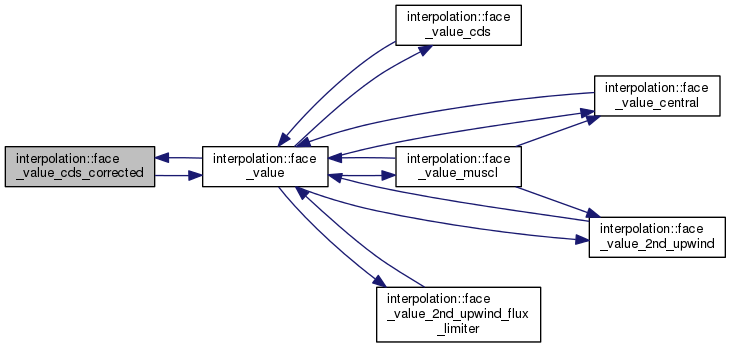 interpolation::face
_value_cds
interpolation::face
_value_central
interpolation::face
_value_cds_corrected
interpolation::face
_value
interpolation::face
_value_muscl
interpolation::face
_value_2nd_upwind
interpolation::face
_value_2nd_upwind_flux
_limiter